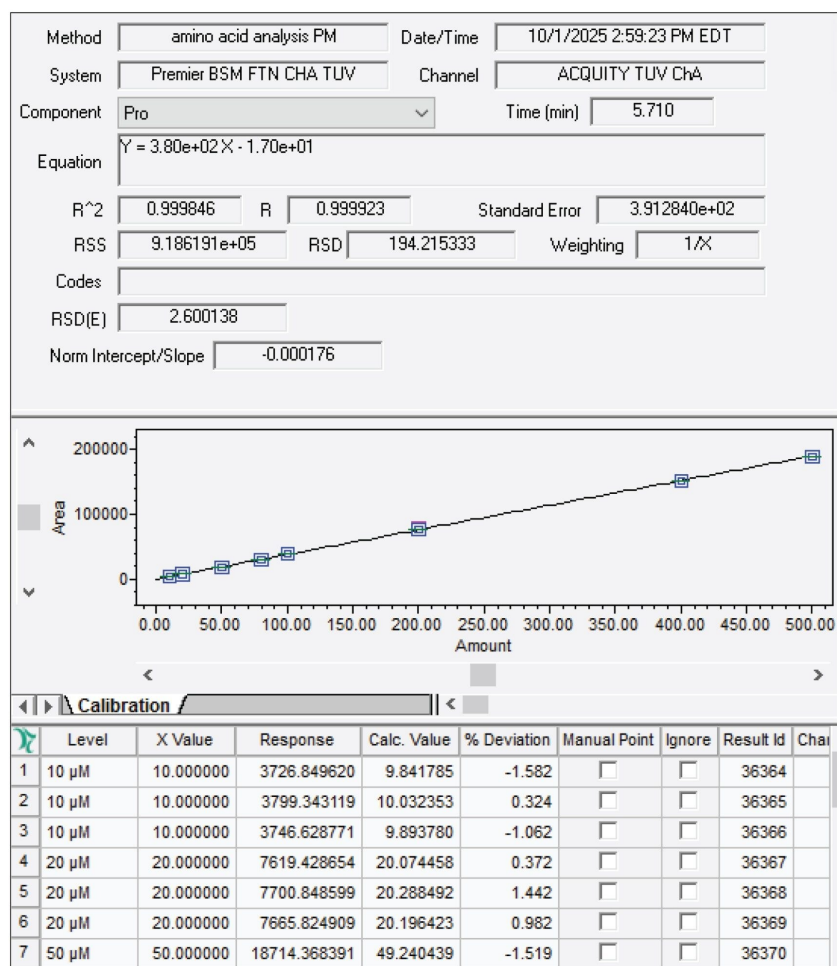 Method amino acid analysis PM Date/Time 10/1/2025 2:59:23 PM EDT
System Premier BSM FTN CHA TUV Channel ACQUITY TUV ChA
Component Pro Time (min) 5.710
Equation Y = 3.80e+02 X - 1.70e+01
R^2 0.999846 R 0.999923 Standard Error 3.912840e+02
RSS 9.186191e+05 RSD 194.215333 Weighting 1/X
Codes
RSD(E) 2.600138
Norm Intercept/Slope -0.000176
200000
100000
0
Area
0.00 50.00 100.00 150.00 200.00 250.00 300.00 350.00 400.00 450.00 500.00
Amount
Calibration
Level X Value Response Calc. Value % Deviation Manual Point Ignore Result Id Char
1 10 µM 10.000000 3726.849620 9.841785 -1.582 36364
2 10 µM 10.000000 3799.343119 10.032353 0.324 36365
3 10 µM 10.000000 3746.628771 9.893780 -1.062 36366
4 20 µM 20.000000 7619.428654 20.074458 0.372 36367
5 20 µM 20.000000 7700.848599 20.288492 1.442 36368
6 20 µM 20.000000 7665.824909 20.196423 0.982 36369
7 50 µM 50.000000 18714.368391 49.240439 -1.519 36370